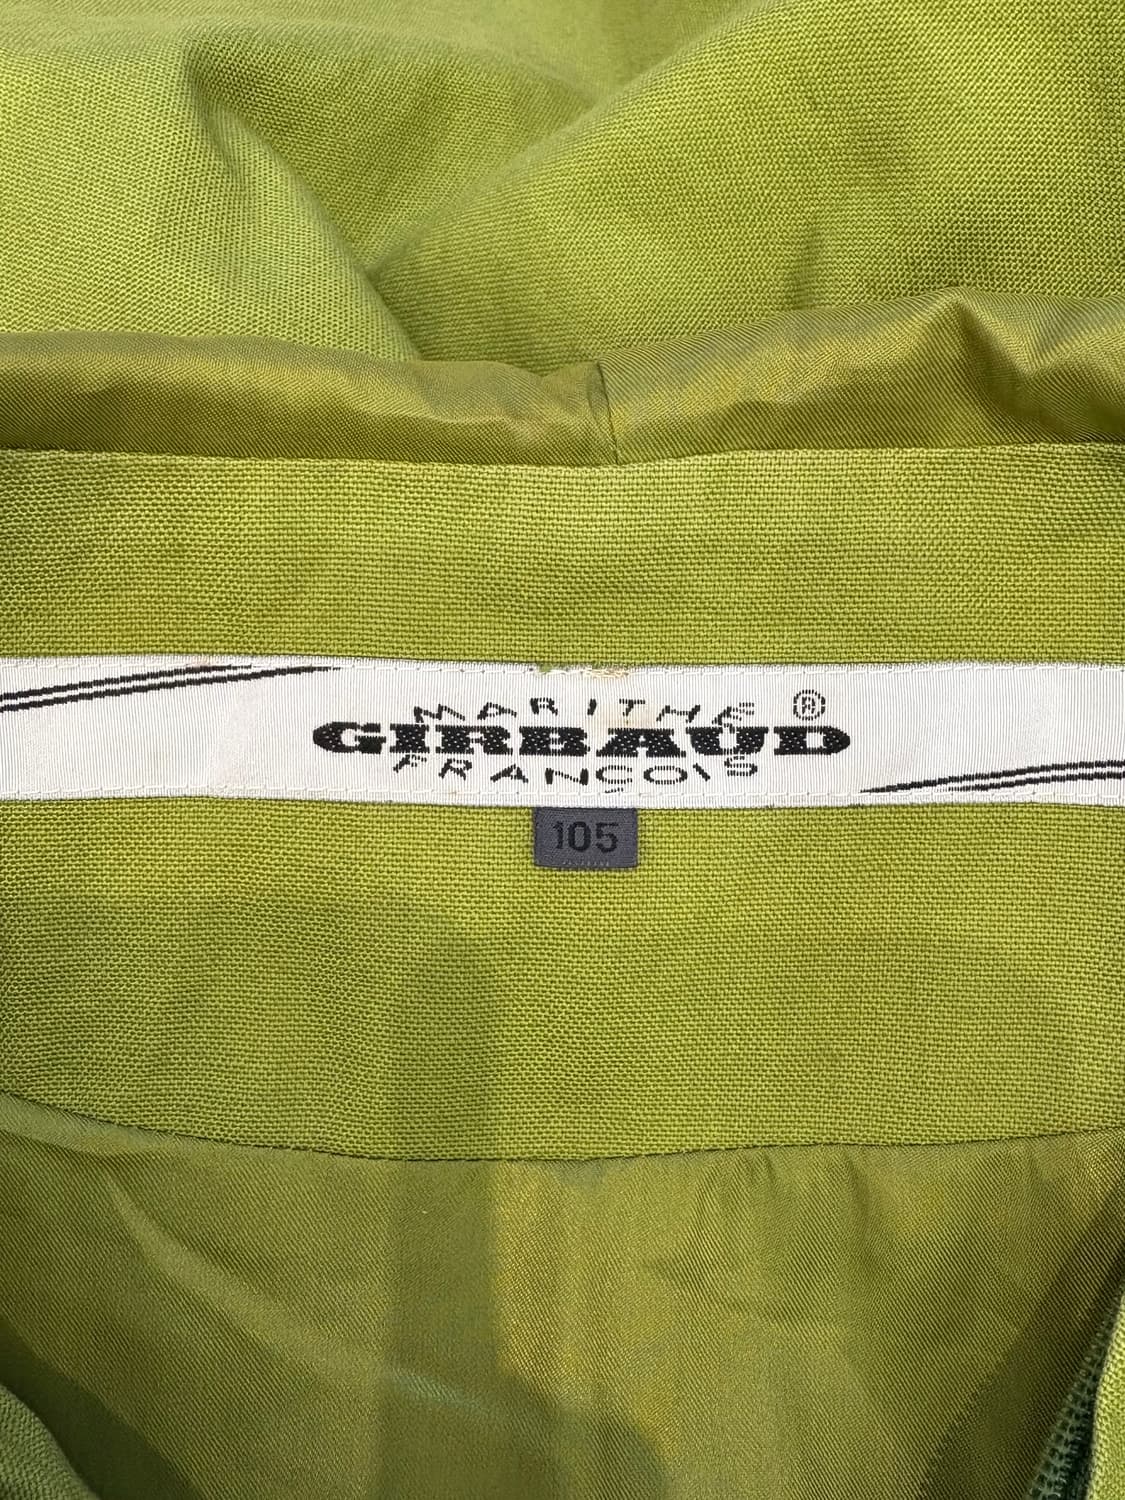 MARITHE ®
GIRBAUD
FRANÇOIS
105